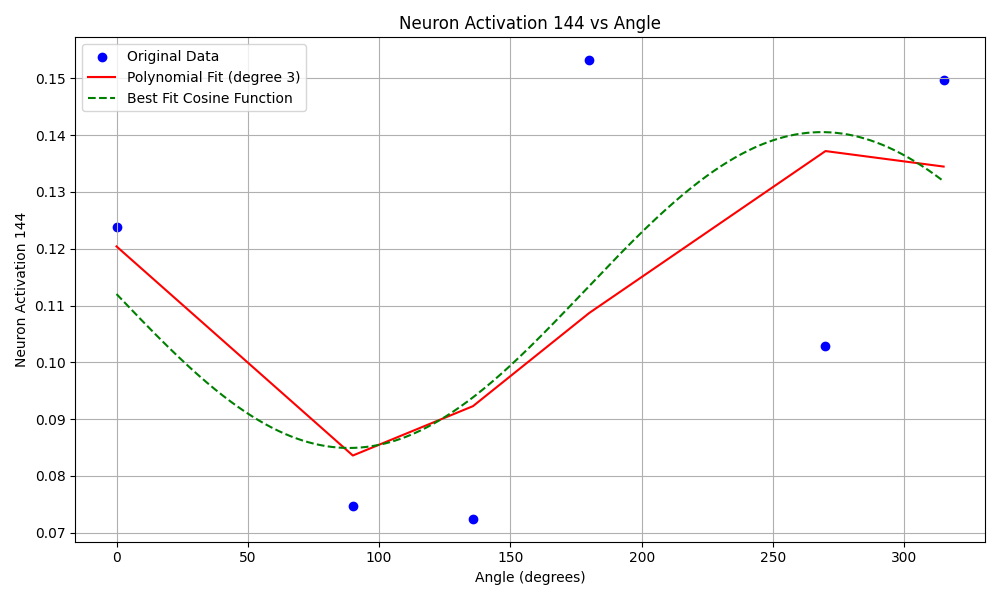 Neuron Activation 144 vs Angle
Original Data
Polynomial Fit (degree 3)
Best Fit Cosine Function
Neuron Activation 144
0.15
0.14
0.13
0.12
0.11
0.10
0.09
0.08
0.07
0 50 100 150 200 250 300
Angle (degrees)